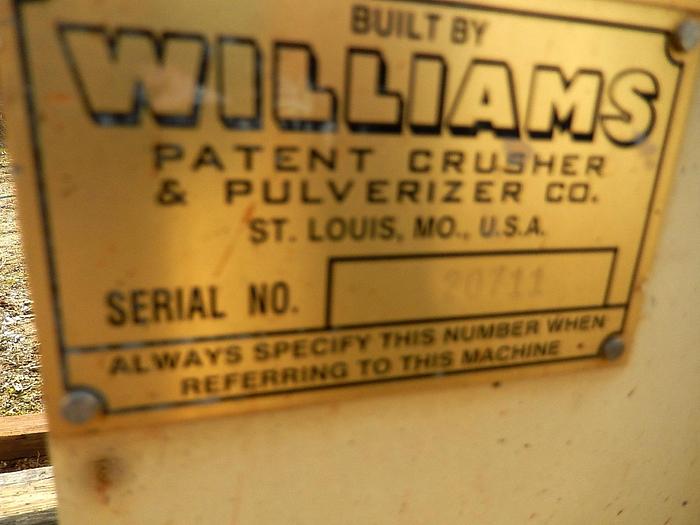 BUILT BY
WILLIAMS
PATENT CRUSHER
& PULVERIZER CO.
ST. LOUIS, MO., U.S.A.
SERIAL NO. 20711
ALWAYS SPECIFY THIS NUMBER WHEN
REFERRING TO THIS MACHINE